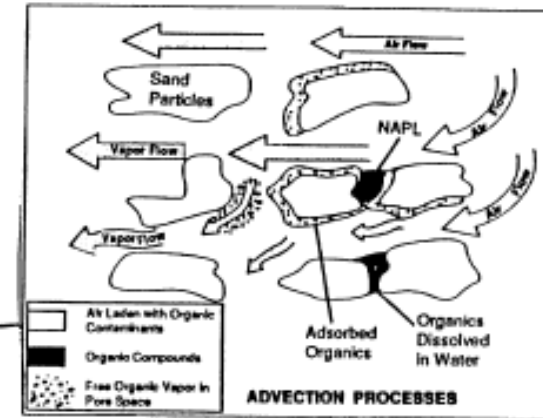 Air Flow
Sand
Particles
NAPL
Air Flow
Vapor Flow
Air Flow
Vapor Flow
Adsorbed
Organics
Organics
Dissolved
in Water
Air Laden with Organic
Contaminants
Organic Compounds
Free Organic Vapor In
Pore Space
ADVECTION PROCESSES